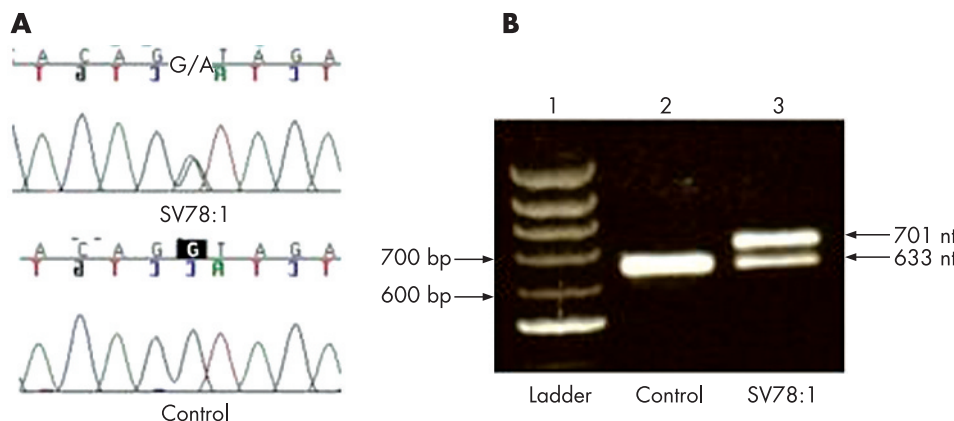 A
A C A G G/A T A G A
T G T C A T C T
SV78:1
A C A G G T A G A
T G T C C A T C T
Control
B
1 2 3
700 bp
600 bp
701 nt
633 nt
Ladder Control SV78:1